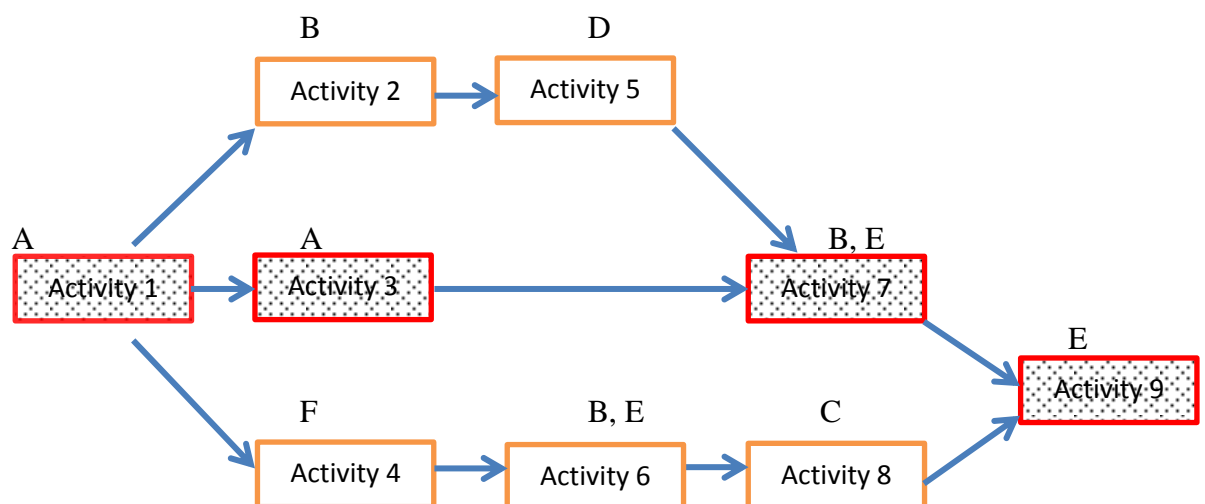 B
D
Activity 2
Activity 5
A
A
B, E
Activity 1
Activity 3
Activity 7
E
Activity 9
F
B, E
C
Activity 4
Activity 6
Activity 8